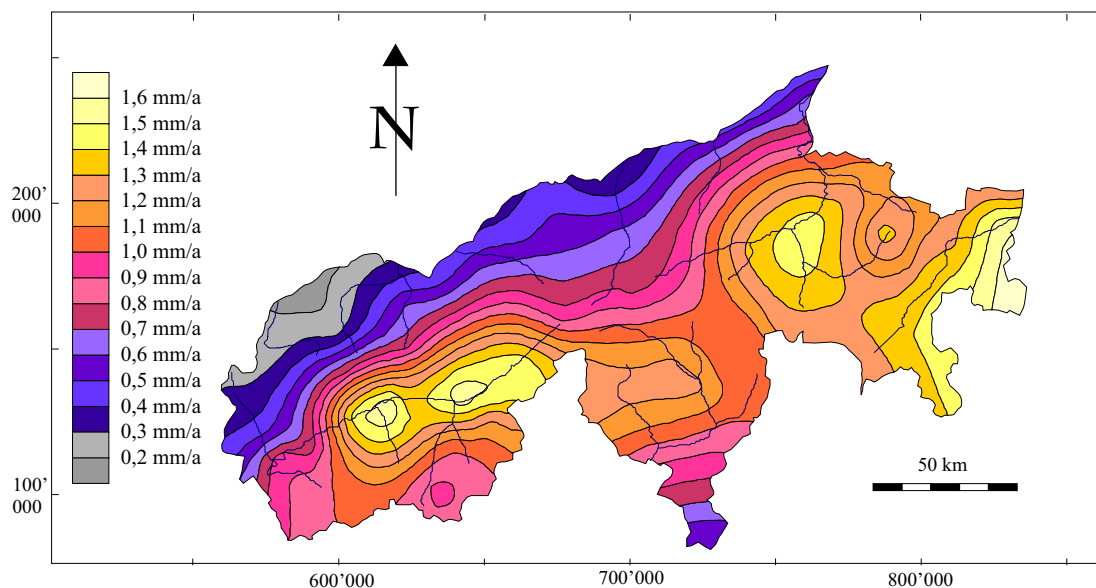 N
1,6 mm/a
1,5 mm/a
1,4 mm/a
1,3 mm/a
1,2 mm/a
1,1 mm/a
1,0 mm/a
0,9 mm/a
0,8 mm/a
0,7 mm/a
0,6 mm/a
0,5 mm/a
0,4 mm/a
0,3 mm/a
0,2 mm/a
200'
000
100'
000
50 km
600'000
700'000
800'000